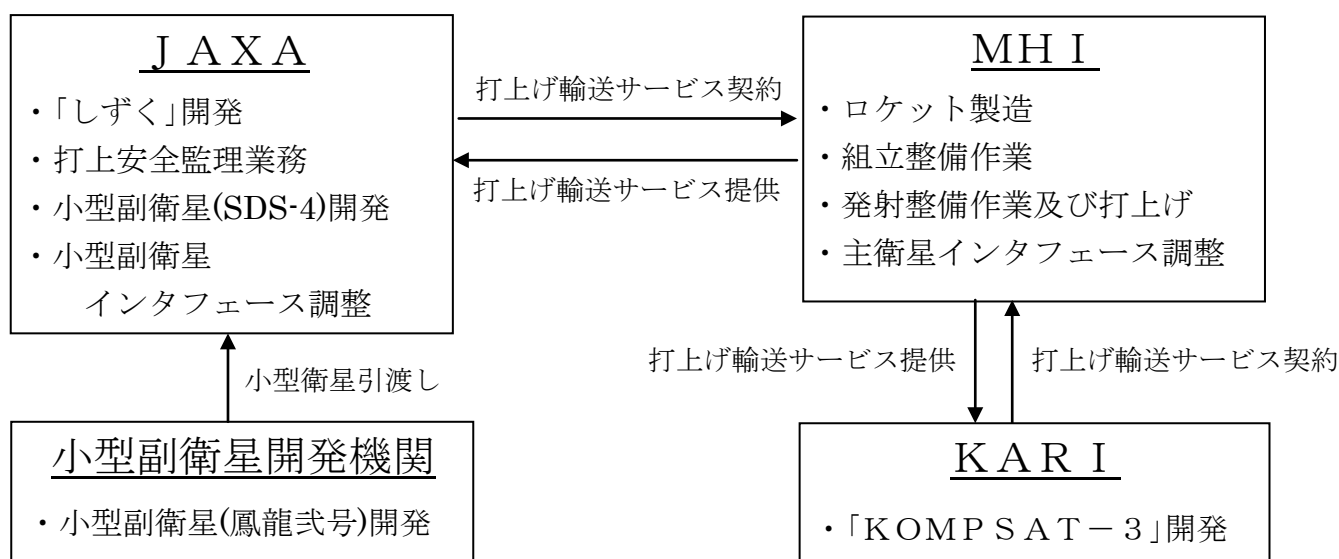 ＪＡＸＡ
・「しずく」開発
・打上安全監理業務
・小型副衛星(SDS-4)開発
・小型副衛星
インタフェース調整
打上げ輸送サービス契約
打上げ輸送サービス提供
ＭＨＩ
・ロケット製造
・組立整備作業
・発射整備作業及び打上げ
・主衛星インタフェース調整
小型衛星引渡し
打上げ輸送サービス提供
打上げ輸送サービス契約
小型副衛星開発機関
・小型副衛星(鳳龍弐号)開発
ＫＡＲＩ
・「ＫＯＭＰＳＡＴ－３」開発